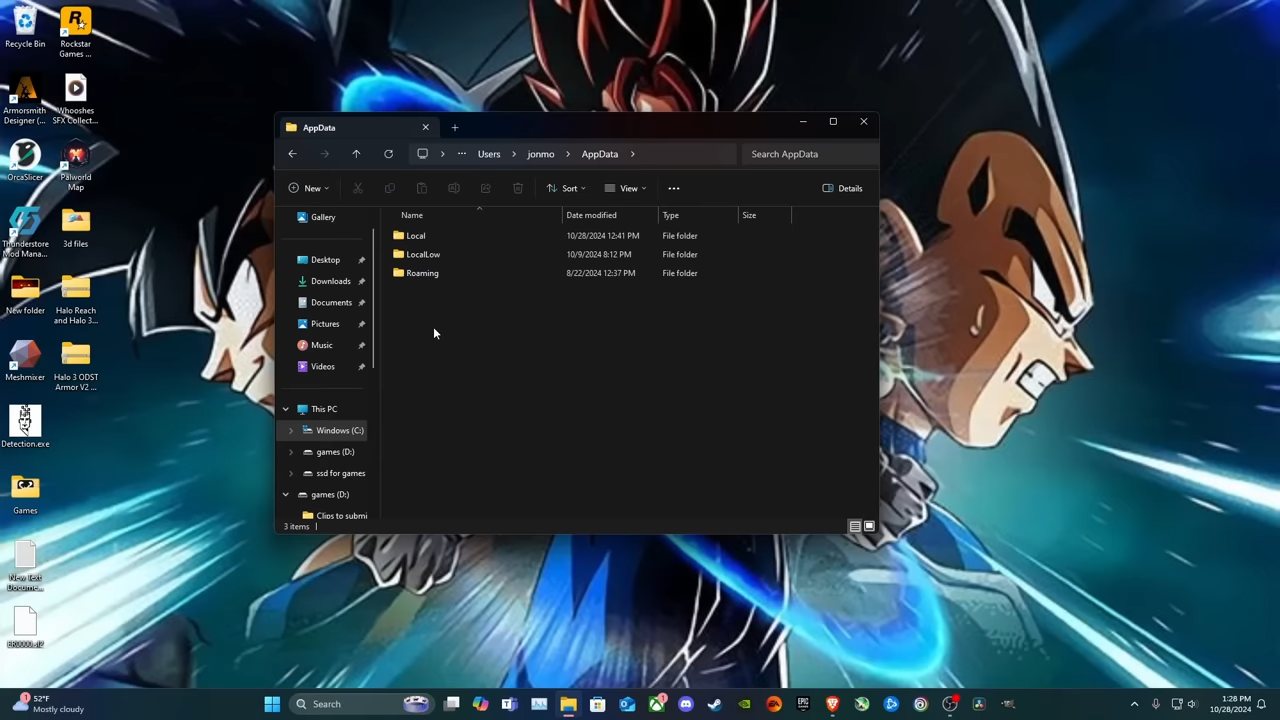 Recycle Bin
Rockstar
Games ...
Armorsmith
Designer (...
Whooshes
SFX Collect...
OrcaSlicer
Palworld
Map
Thunderstore
Mod Mana...
3d files
New folder
Halo Reach
and Halo 3...
Meshmixer
Halo 3 ODST
Armor V2 ...
Detection.exe
Games
New Text
Docume...
AppData
Users
jonmo
AppData
Search AppData
New
Sort
View
Details
Name
Date modified
Type
Size
Local
10/28/2024 12:41 PM
File folder
LocalLow
10/9/2024 8:12 PM
File folder
Roaming
8/22/2024 12:37 PM
File folder
Gallery
Desktop
Downloads
Documents
Pictures
Music
Videos
This PC
Windows (C:)
games (D:)
ssd for games
games (D:)
Clips to submi
3 items
52°F
Mostly cloudy
Search
1:28 PM
10/28/2024